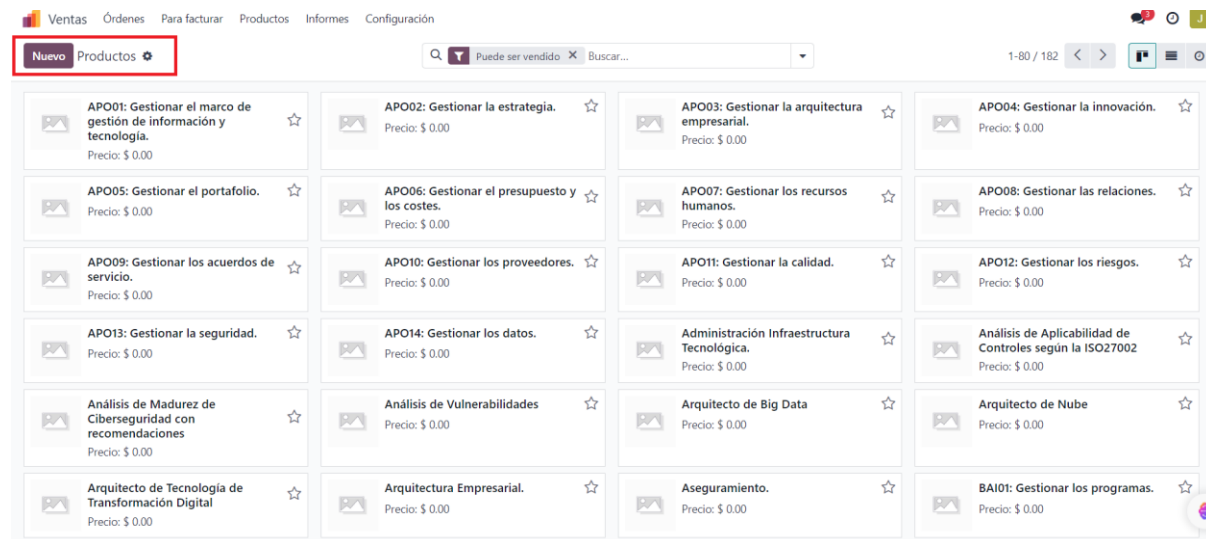 Ventas Órdenes Para facturar Productos Informes Configuración 3 J
Nuevo Productos Puede ser vendido Buscar... 1-80 / 182
APO01: Gestionar el marco de
gestión de información y
tecnología.
Precio: $ 0.00
APO02: Gestionar la estrategia.
Precio: $ 0.00
APO03: Gestionar la arquitectura
empresarial.
Precio: $ 0.00
APO04: Gestionar la innovación.
Precio: $ 0.00
APO05: Gestionar el portafolio.
Precio: $ 0.00
APO06: Gestionar el presupuesto y
los costes.
Precio: $ 0.00
APO07: Gestionar los recursos
humanos.
Precio: $ 0.00
APO08: Gestionar las relaciones.
Precio: $ 0.00
APO09: Gestionar los acuerdos de
servicio.
Precio: $ 0.00
APO10: Gestionar los proveedores.
Precio: $ 0.00
APO11: Gestionar la calidad.
Precio: $ 0.00
APO12: Gestionar los riesgos.
Precio: $ 0.00
APO13: Gestionar la seguridad.
Precio: $ 0.00
APO14: Gestionar los datos.
Precio: $ 0.00
Administración Infraestructura
Tecnológica.
Precio: $ 0.00
Análisis de Aplicabilidad de
Controles según la ISO27002
Precio: $ 0.00
Análisis de Madurez de
Ciberseguridad con
recomendaciones
Precio: $ 0.00
Análisis de Vulnerabilidades
Precio: $ 0.00
Arquitecto de Big Data
Precio: $ 0.00
Arquitecto de Nube
Precio: $ 0.00
Arquitecto de Tecnología de
Transformación Digital
Precio: $ 0.00
Arquitectura Empresarial.
Precio: $ 0.00
Aseguramiento.
Precio: $ 0.00
BAI01: Gestionar los programas.
Precio: $ 0.00